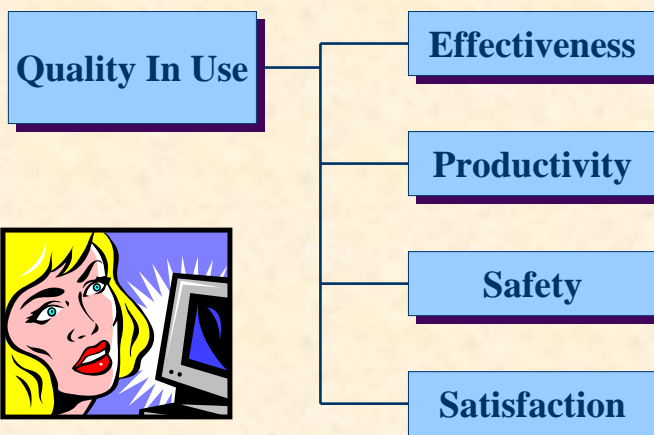 Quality In Use
Effectiveness
Productivity
Safety
Satisfaction